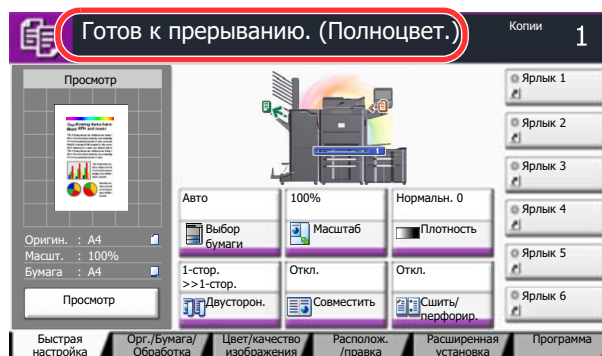 Готов к прерыванию. (Полноцвет.)
Копии
1
Просмотр
Оригин. : A4
Масшт. : 100%
Бумага : A4
Просмотр
1
Авто
Выбор
бумаги
100%
Масштаб
Нормальн. 0
Плотность
1-стор.
>>1-стор.
Двусторон.
Откл.
Совместить
Откл.
Сшить/
перфорир.
Ярлык 1
Ярлык 2
Ярлык 3
Ярлык 4
Ярлык 5
Ярлык 6
Быстрая
настройка
Орг./Бумага/
Обработка
Цвет/качество
изображения
Располож.
/правка
Расширенная
установка
Программа